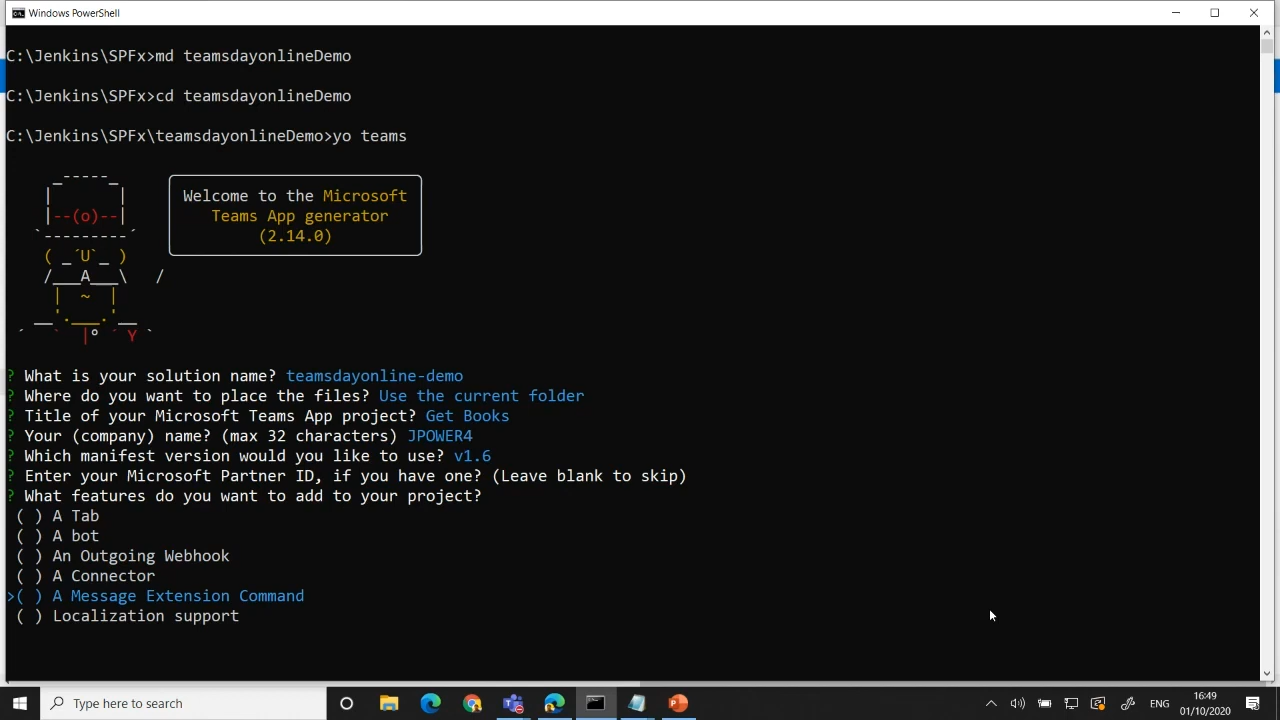 Windows PowerShell
C:\Jenkins\SPFx>md teamsdayonlineDemo
C:\Jenkins\SPFx>cd teamsdayonlineDemo
C:\Jenkins\SPFx\teamsdayonlineDemo>yo teams
Welcome to the Microsoft
Teams App generator
(2.14.0)
? What is your solution name? teamsdayonline-demo
? Where do you want to place the files? Use the current folder
? Title of your Microsoft Teams App project? Get Books
? Your (company) name? (max 32 characters) JPOWER4
? Which manifest version would you like to use? v1.6
? Enter your Microsoft Partner ID, if you have one? (Leave blank to skip)
? What features do you want to add to your project?
( ) A Tab
( ) A bot
( ) An Outgoing Webhook
( ) A Connector
>( ) A Message Extension Command
( ) Localization support
Type here to search
ENG
16:49
01/10/2020